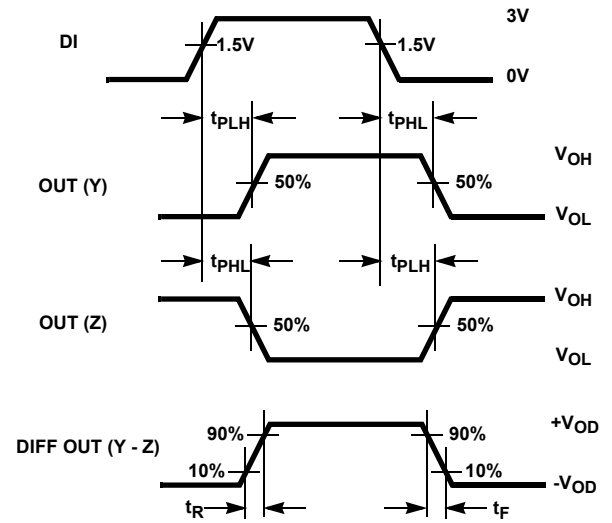 3V
DI
1.5V
1.5V
0V
tPLH
tPHL
VOH
OUT (Y)
50%
50%
VOL
tPHL
tPLH
VOH
OUT (Z)
50%
50%
VOL
+VOD
DIFF OUT (Y - Z)
90%
90%
10%
10%
-VOD
tR
tF